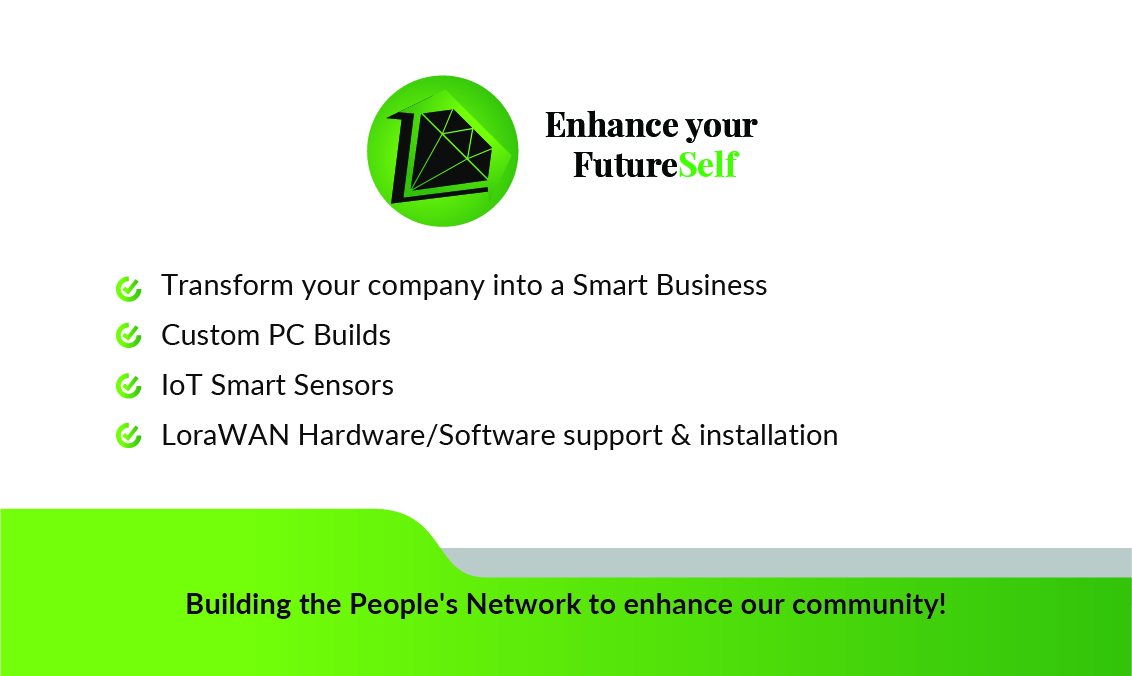 Enhance your
FutureSelf
Transform your company into a Smart Business
Custom PC Builds
IoT Smart Sensors
LoraWAN Hardware/Software support & installation
Building the People's Network to enhance our community!